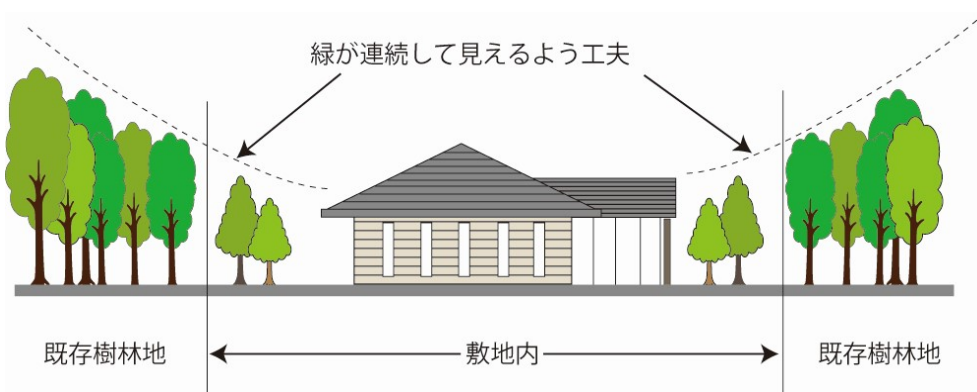 緑が連続して見えるよう工夫
既存樹林地
敷地内
既存樹林地